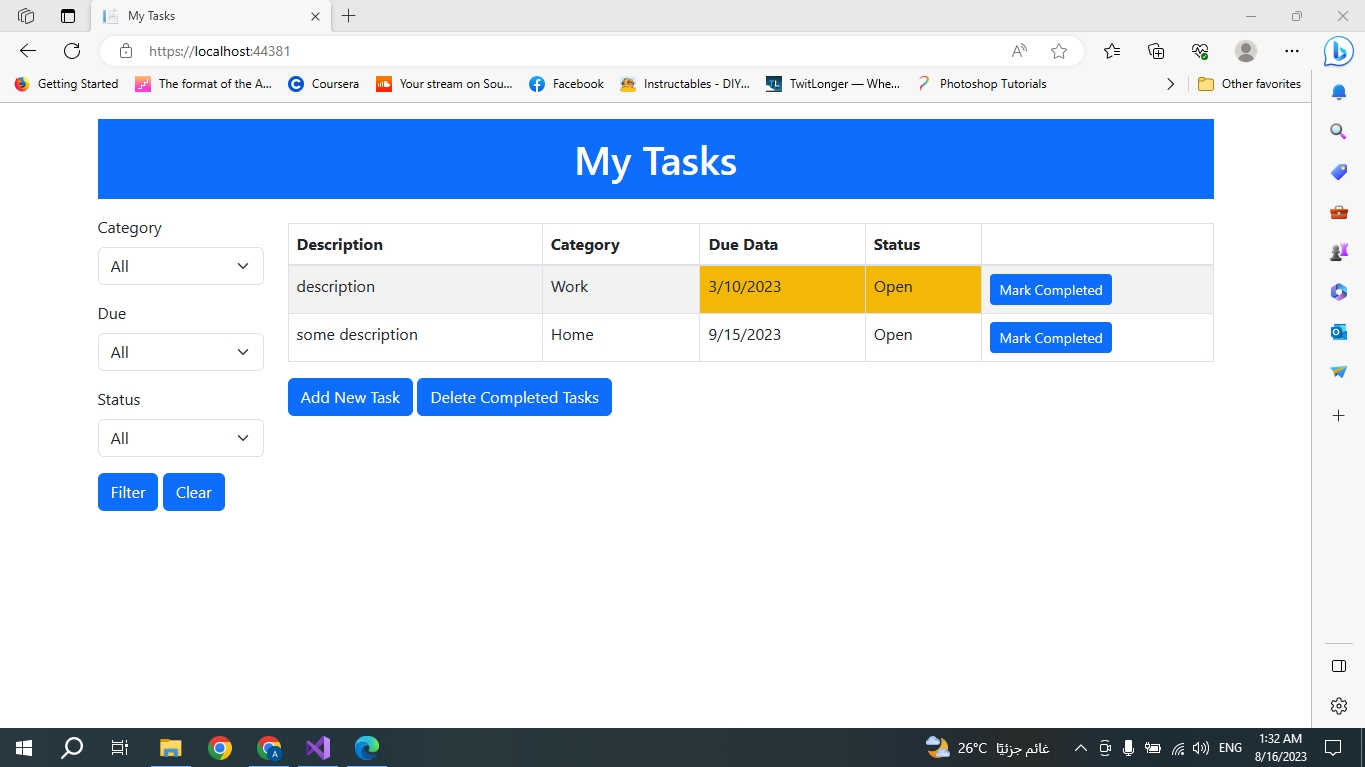 My Tasks
https://localhost:44381
Getting Started The format of the A... Coursera Your stream on Sou... Facebook Instructables - DIY... TwitLonger — Whe... Photoshop Tutorials Other favorites
My Tasks
Category
All
Due
All
Status
All
Filter Clear
Description Category Due Data Status
description Work 3/10/2023 Open Mark Completed
some description Home 9/15/2023 Open Mark Completed
Add New Task Delete Completed Tasks
26°C غائم جزئيًا ENG 1:32 AM
8/16/2023